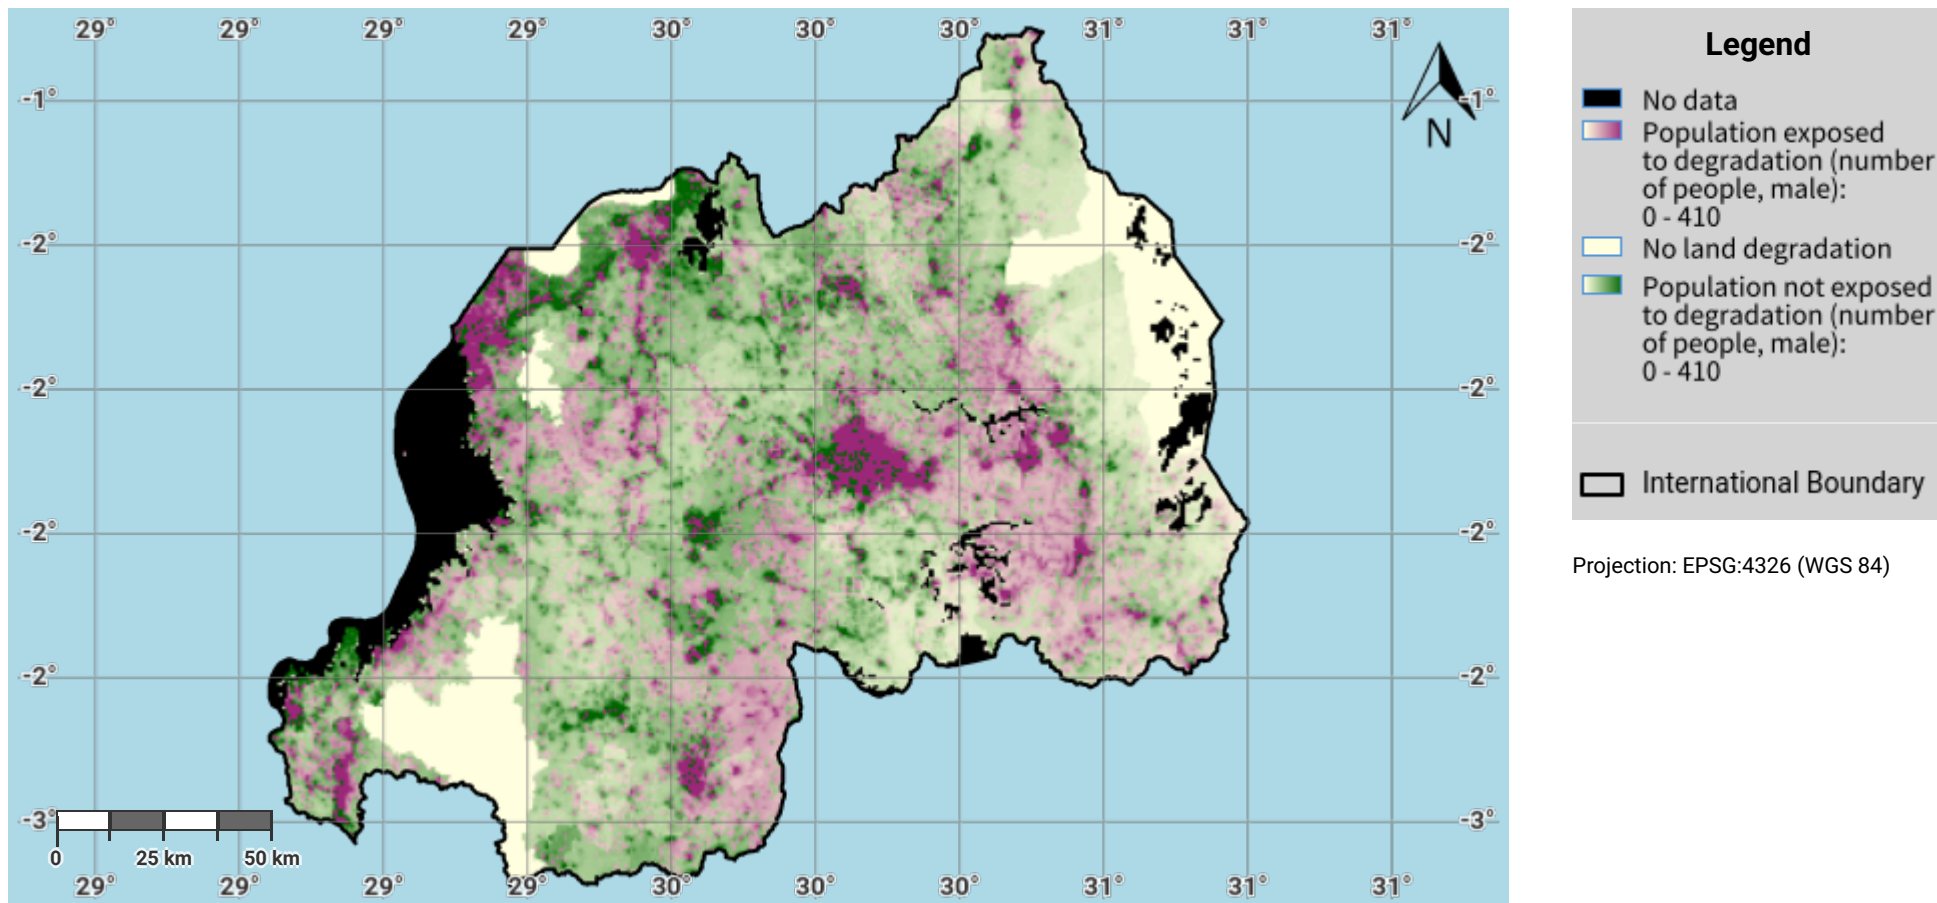 29° 29° 29° 29° 30° 30° 30° 31° 31° 31°
-1° -1°
N
-2° -2°
-2° -2°
-2° -2°
-2° -2°
-3° -3°
0 25 km 50 km
29° 29° 29° 29° 30° 30° 30° 31° 31° 31°
Legend
No data
Population exposed
to degradation (number
of people, male):
0 - 410
No land degradation
Population not exposed
to degradation (number
of people, male):
0 - 410
International Boundary
Projection: EPSG:4326 (WGS 84)